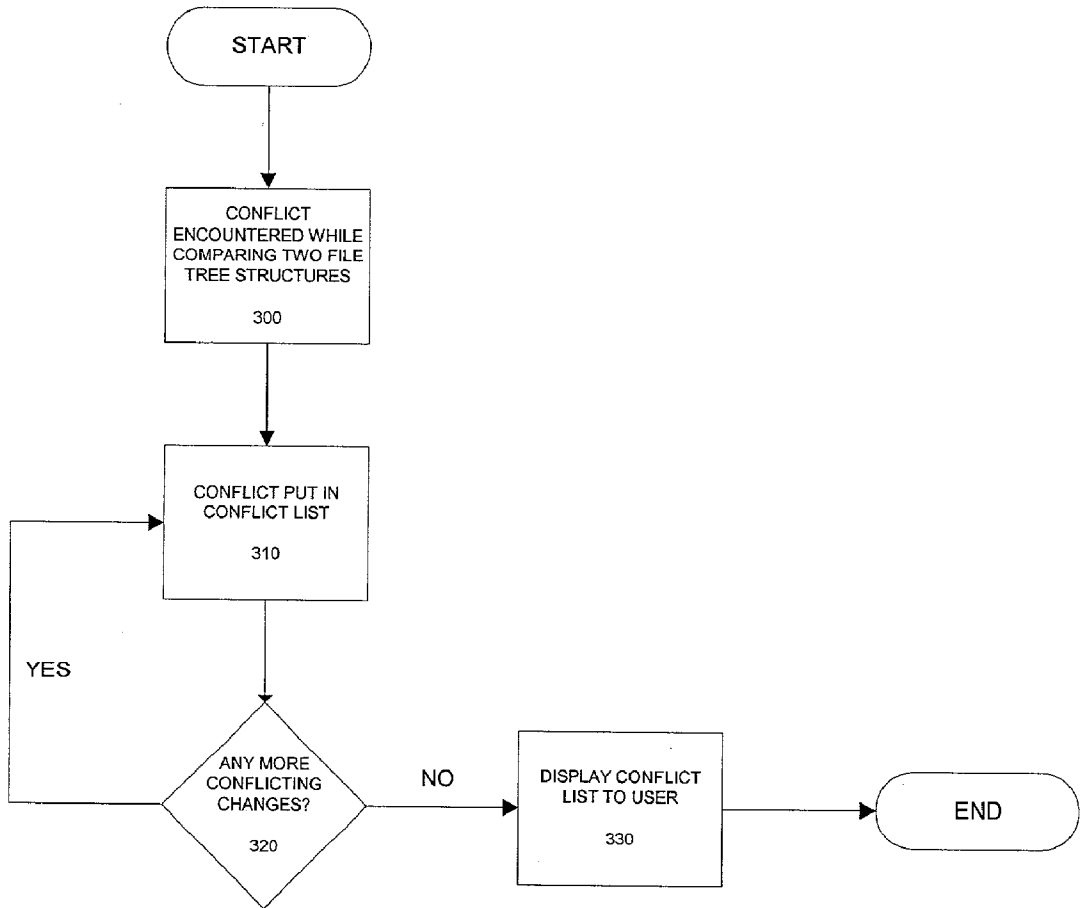 START
CONFLICT
ENCOUNTERED WHILE
COMPARING TWO FILE
TREE STRUCTURES
300
CONFLICT PUT IN
CONFLICT LIST
310
YES
ANY MORE
CONFLICTING
CHANGES?
320
NO
DISPLAY CONFLICT
LIST TO USER
330
END